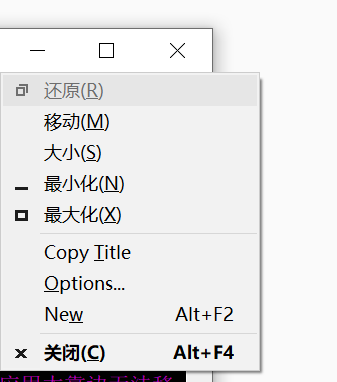 还原(R)
移动(M)
大小(S)
最小化(N)
最大化(X)
Copy Title
Options...
New Alt+F2
关闭(C) Alt+F4